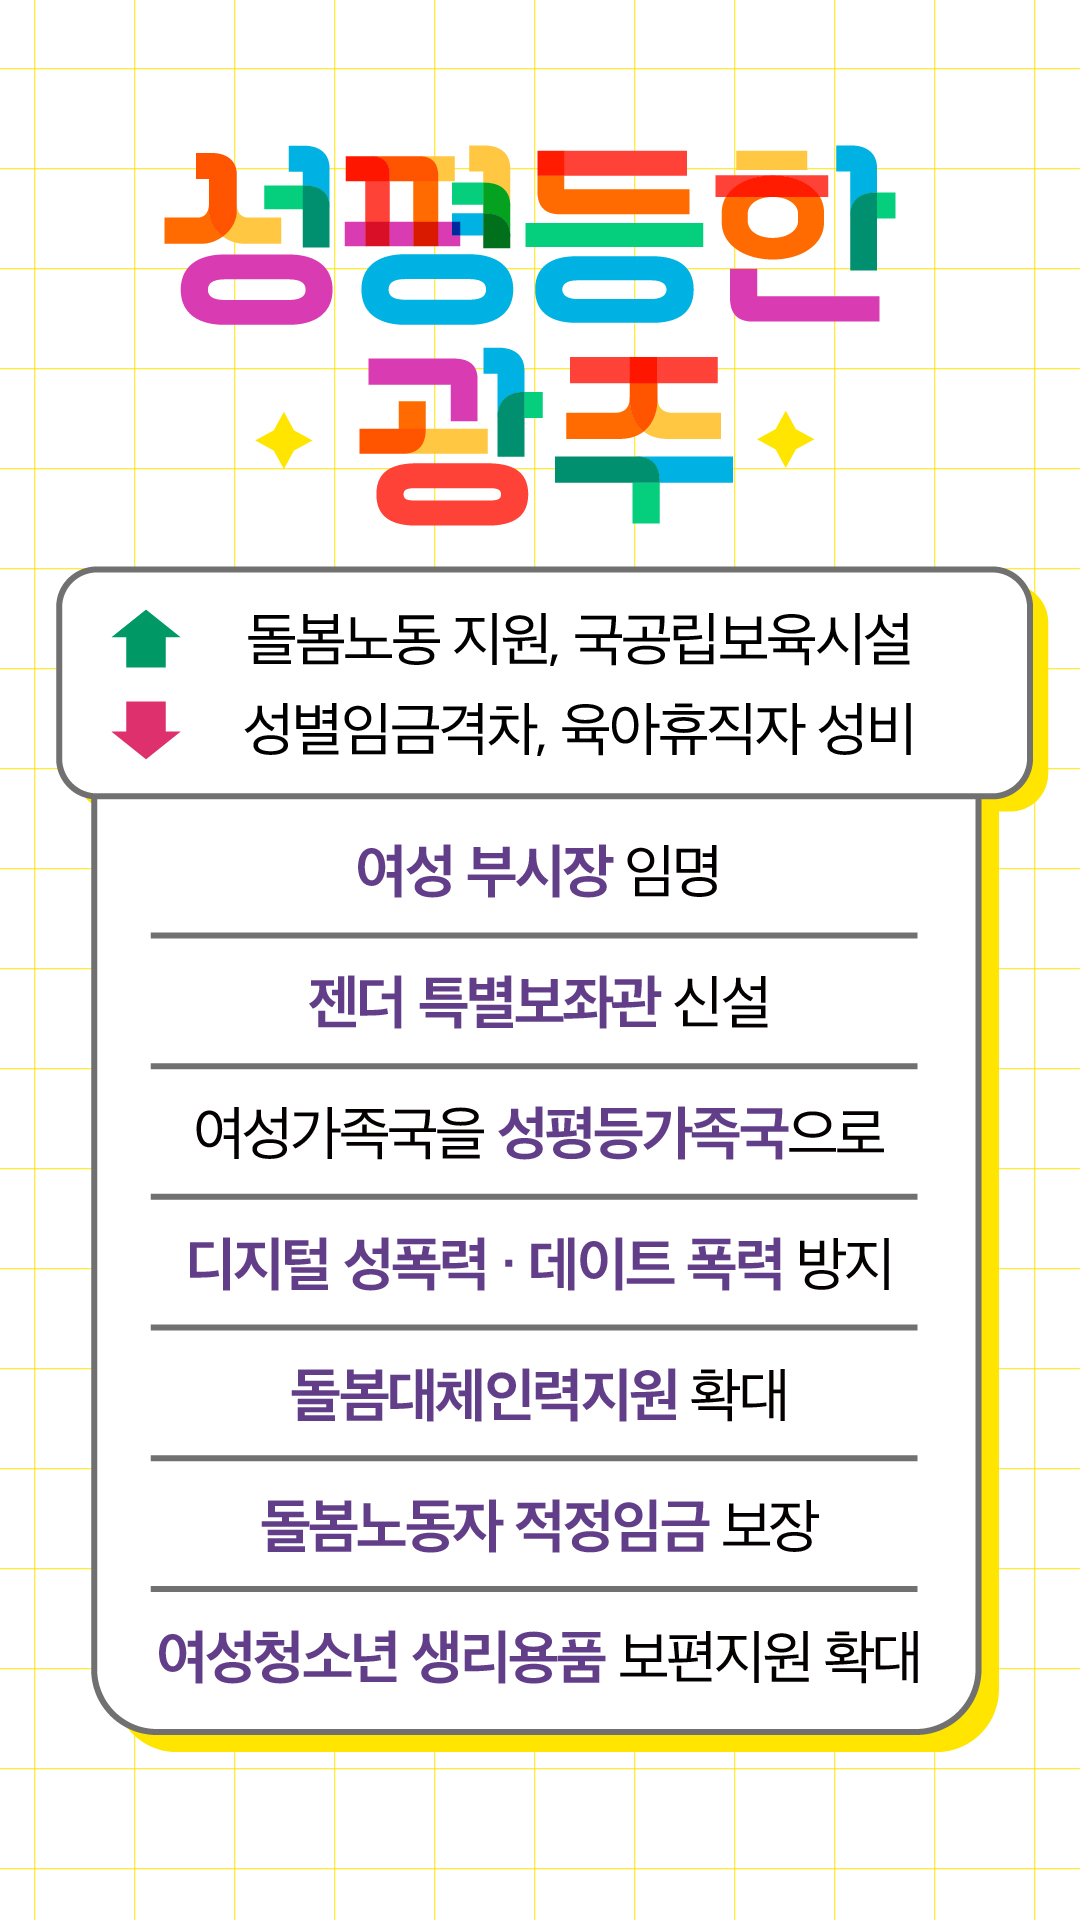 성평등한
광주
돌봄노동 지원, 국공립보육시설
성별임금격차, 육아휴직자 성비
여성 부시장 임명
젠더 특별보좌관 신설
여성가족국을 성평등가족국으로
디지털 성폭력 · 데이트 폭력 방지
돌봄대체인력지원 확대
돌봄노동자 적정임금 보장
여성청소년 생리용품 보편지원 확대